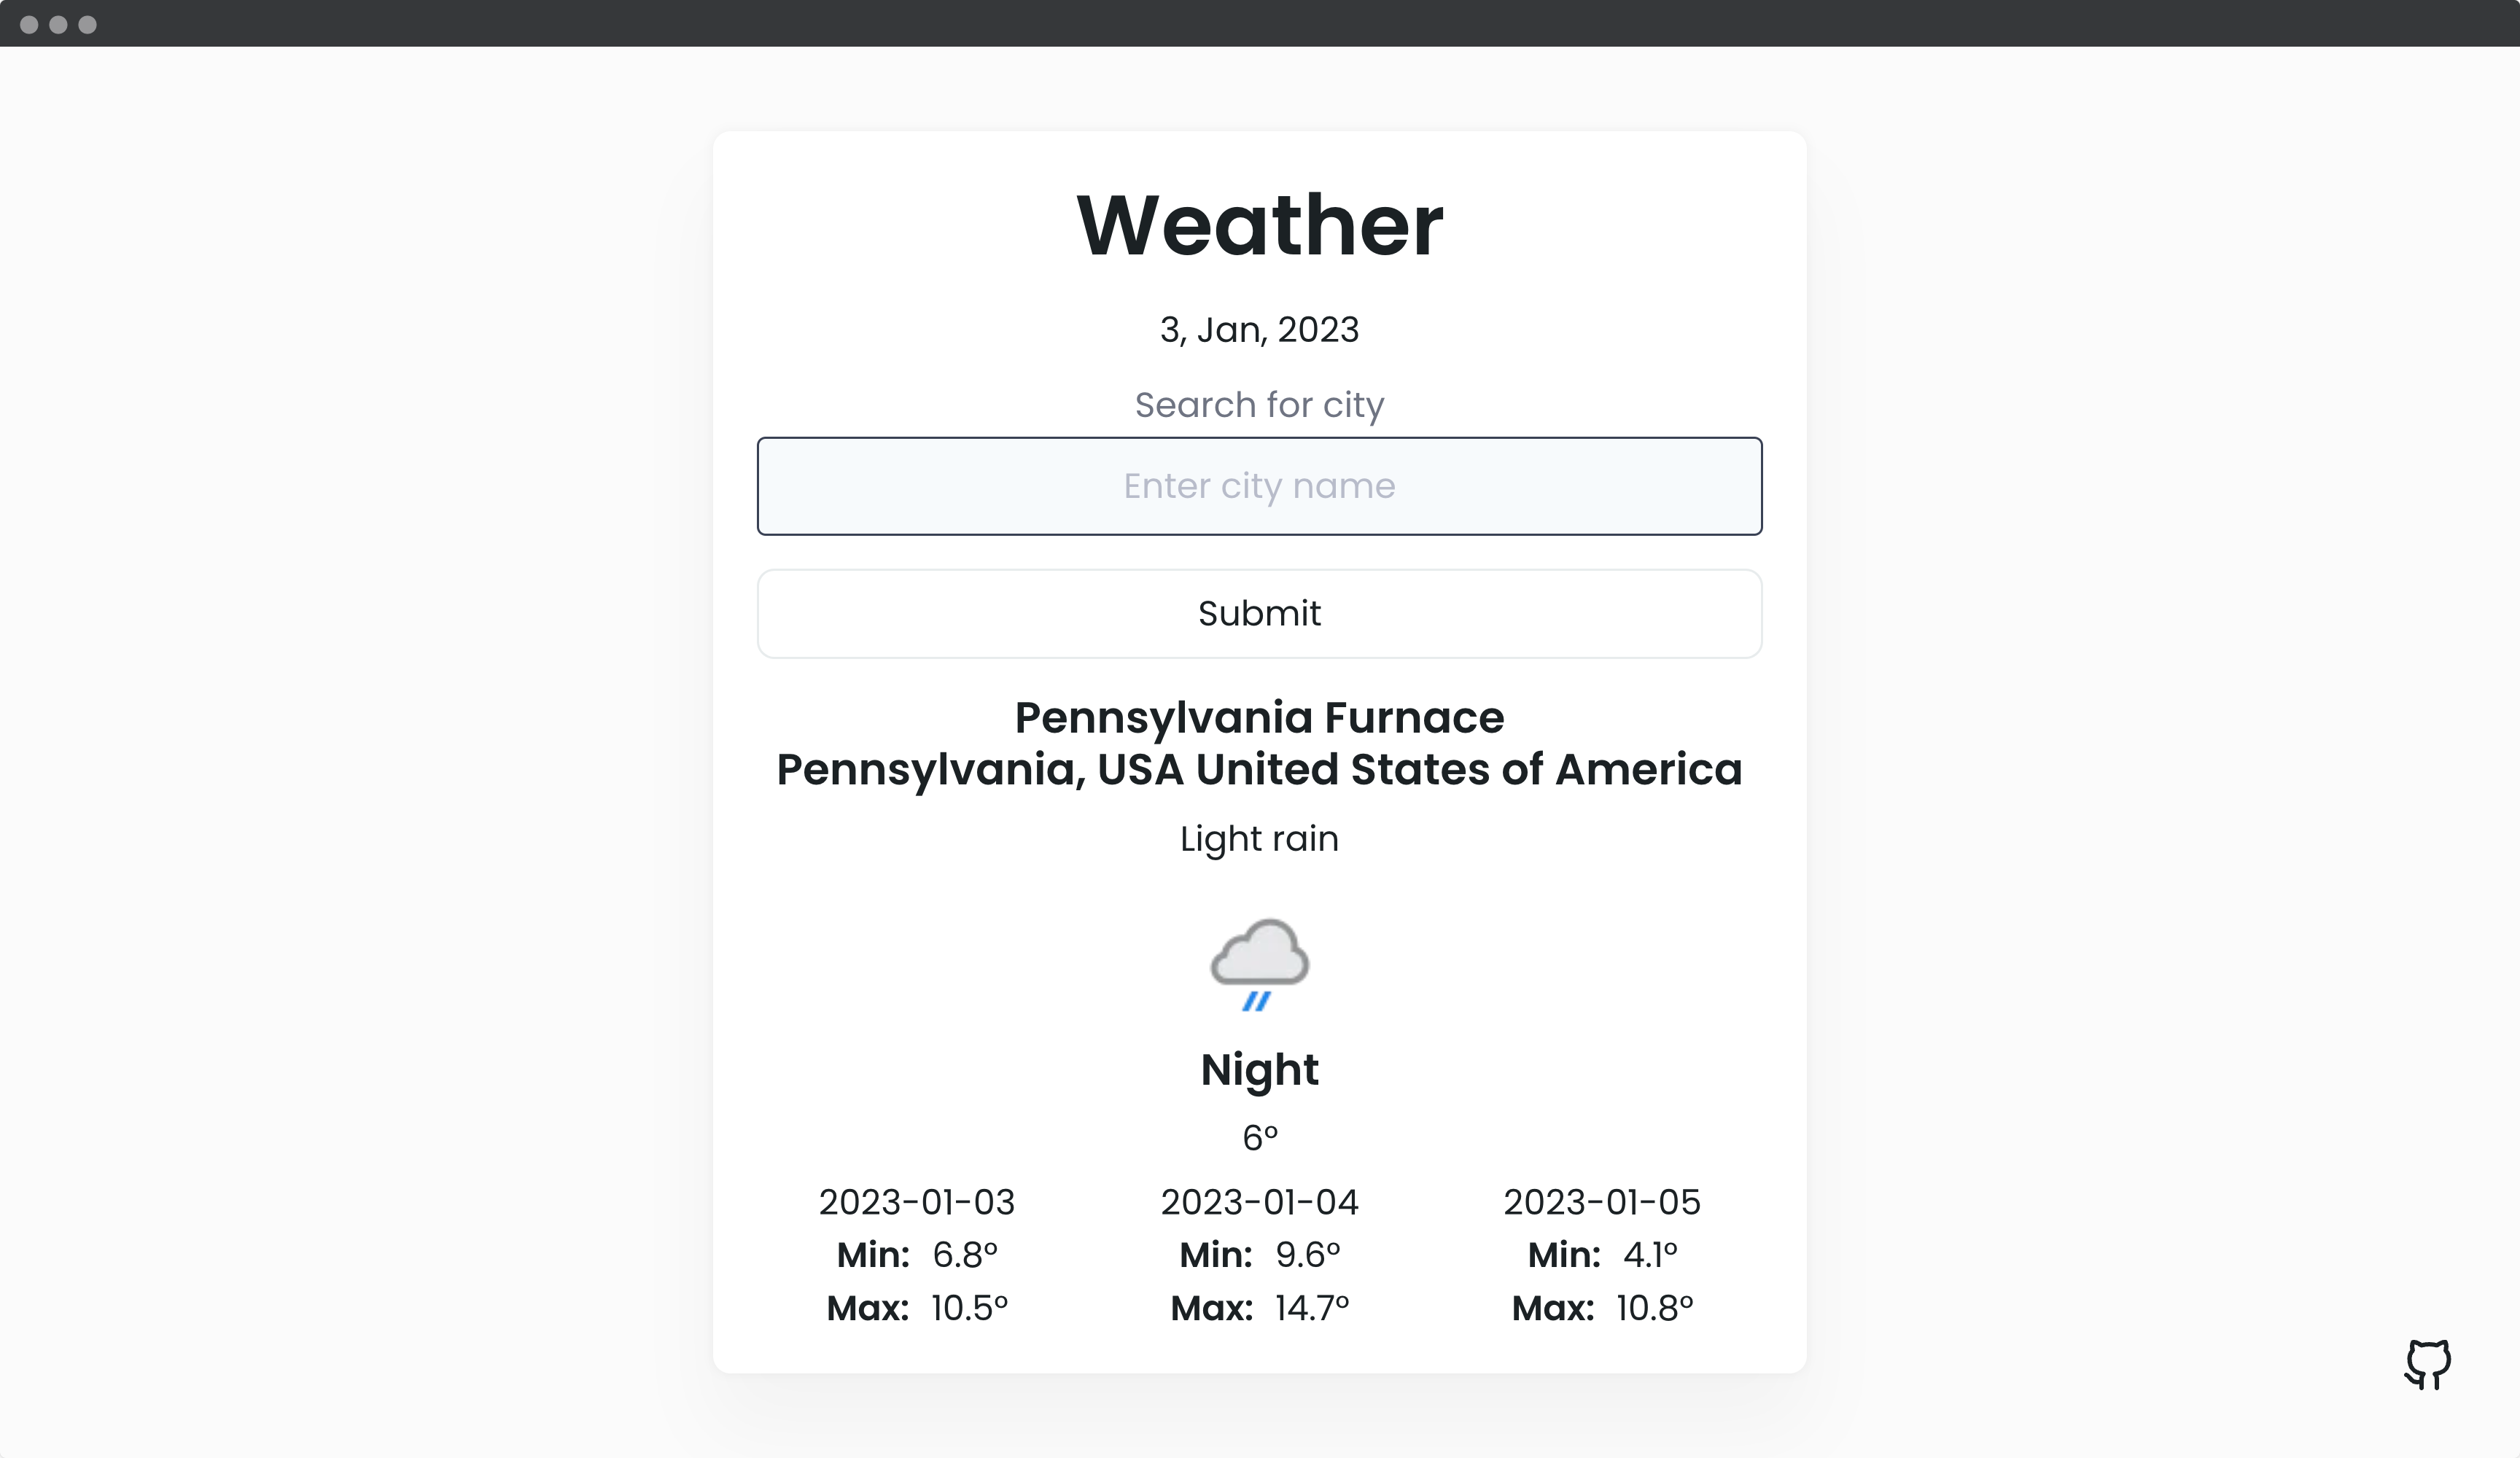 Weather
3, Jan, 2023
Search for city
Enter city name
Submit
Pennsylvania Furnace
Pennsylvania, USA United States of America
Light rain
Night
6°
2023-01-03 2023-01-04 2023-01-05
Min: 6.8° Min: 9.6° Min: 4.1°
Max: 10.5° Max: 14.7° Max: 10.8°